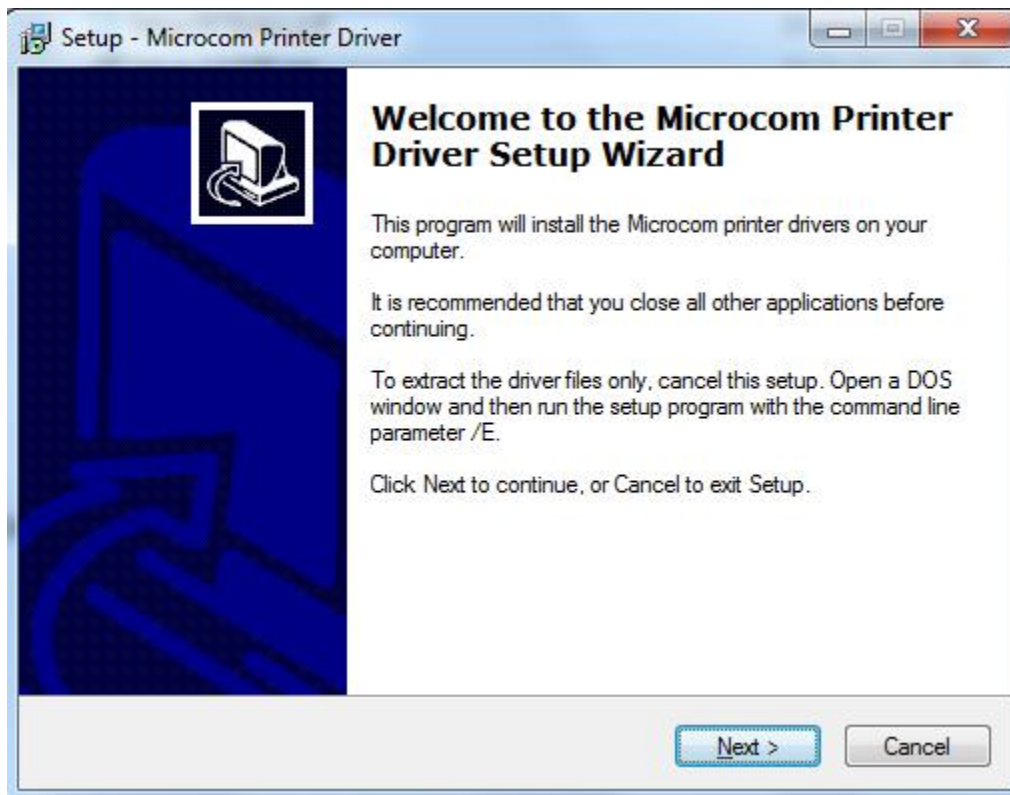 Setup - Microcom Printer Driver
Welcome to the Microcom Printer
Driver Setup Wizard
This program will install the Microcom printer drivers on your
computer.
It is recommended that you close all other applications before
continuing.
To extract the driver files only, cancel this setup. Open a DOS
window and then run the setup program with the command line
parameter /E.
Click Next to continue, or Cancel to exit Setup.
Next >
Cancel